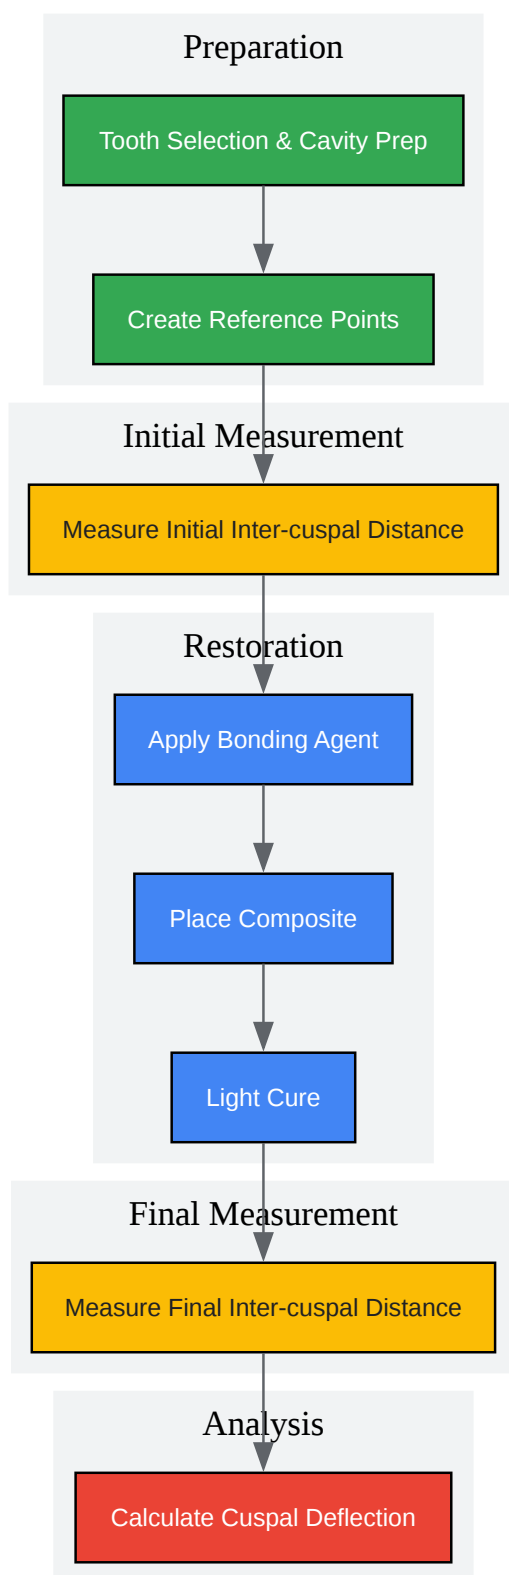 Preparation
Tooth Selection & Cavity Prep
Create Reference Points
Initial Measurement
Measure Initial Inter-cuspal Distance
Restoration
Apply Bonding Agent
Place Composite
Light Cure
Final Measurement
Measure Final Inter-cuspal Distance
Analysis
Calculate Cuspal Deflection